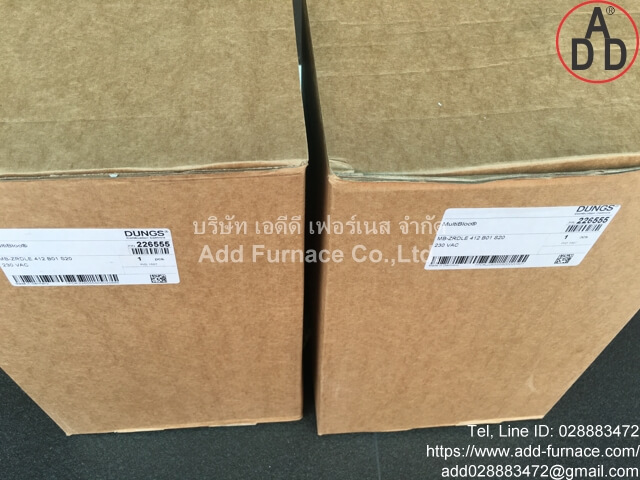 ADD
DUNGS®
MultiBloc®
226555
MB-ZRDLE 412 B01 S20
230 VAC
1 pce
DUNGS®
MultiBloc®
226555
MB-ZRDLE 412 B01 S20
230 VAC
1 pce
บริษัท เอดีดี เฟอร์เนส จำกัด
Add Furnace Co.,Ltd
Tel, Line ID: 028883472
https://www.add-furnace.com/
add028883472@gmail.com